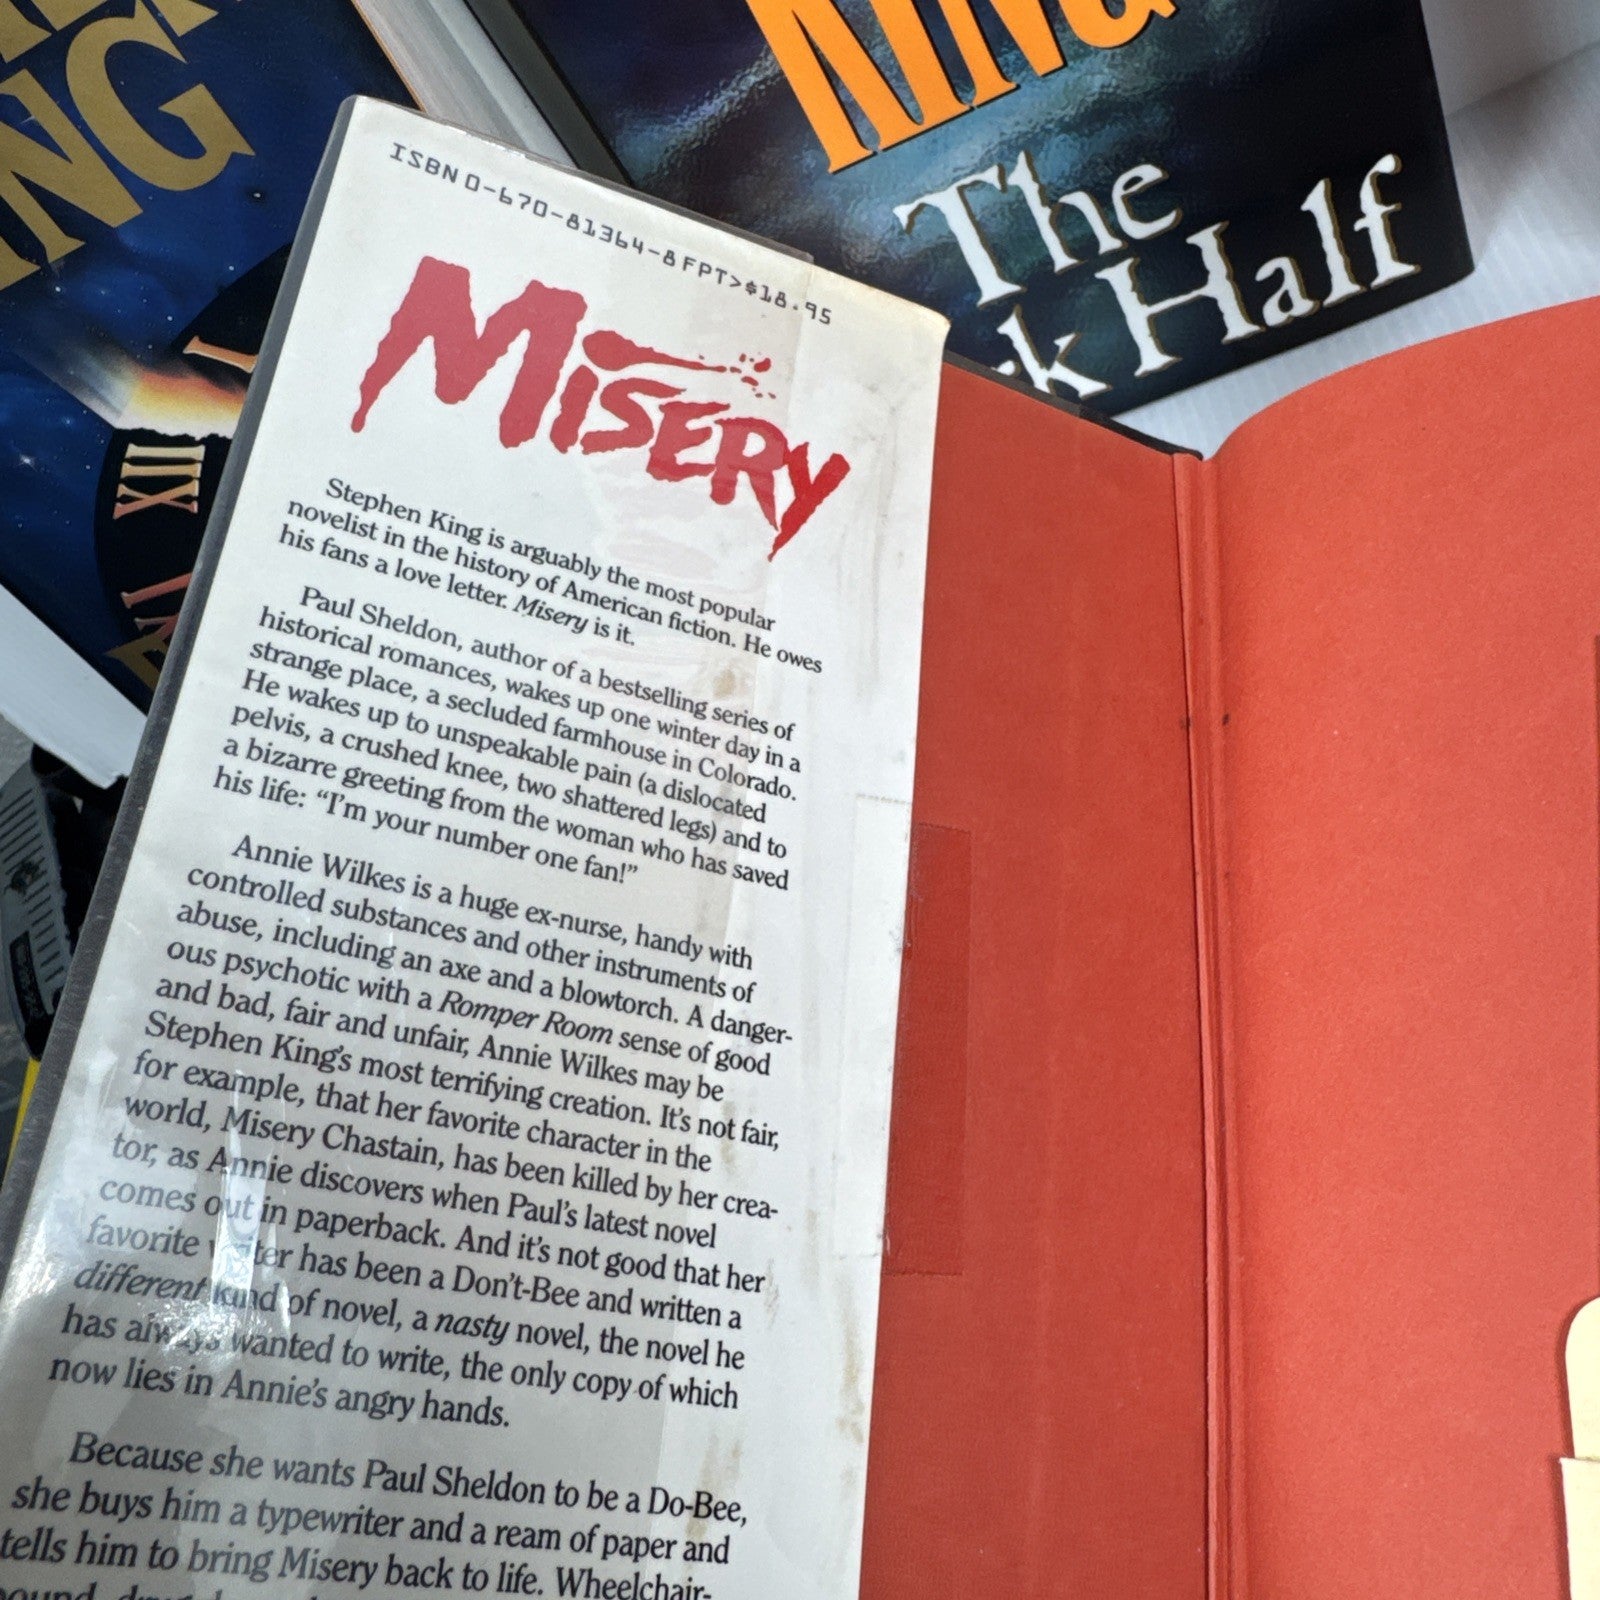 NG
KING
The
k Half
I
XII
ISBN 0-670-81364-8 FPT>$18.95
MISERY
Stephen King is arguably the most popular
novelist in the history of American fiction. He owes
his fans a love letter. Misery is it.
Paul Sheldon, author of a bestselling series of
historical romances, wakes up one winter day in a
strange place, a secluded farmhouse in Colorado.
He wakes up to unspeakable pain (a dislocated
pelvis, a crushed knee, two shattered legs) and to
a bizarre greeting from the woman who has saved
his life: “I’m your number one fan!”
Annie Wilkes is a huge ex-nurse, handy with
controlled substances and other instruments of
abuse, including an axe and a blowtorch. A danger-
ous psychotic with a Romper Room sense of good
and bad, fair and unfair, Annie Wilkes may be
Stephen King’s most terrifying creation. It’s not fair,
for example, that her favorite character in the
world, Misery Chastain, has been killed by her crea-
tor, as Annie discovers when Paul’s latest novel
comes out in paperback. And it’s not good that her
favorite writer has been a Don’t-Bee and written a
different kind of novel, a nasty novel, the novel he
has always wanted to write, the only copy of which
now lies in Annie’s angry hands.
Because she wants Paul Sheldon to be a Do-Bee,
she buys him a typewriter and a ream of paper and
tells him to bring Misery back to life. Wheelchair-